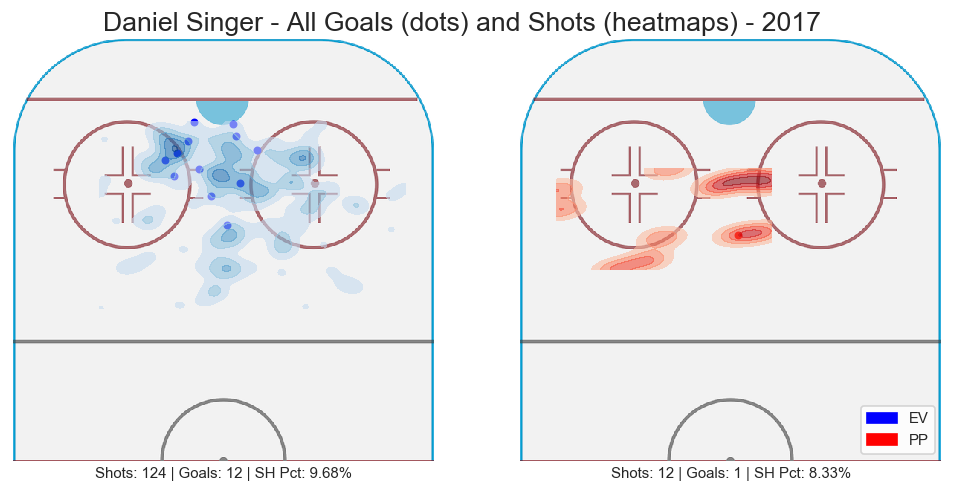 Daniel Singer - All Goals (dots) and Shots (heatmaps) - 2017
EV
PP
Shots: 124 | Goals: 12 | SH Pct: 9.68%
Shots: 12 | Goals: 1 | SH Pct: 8.33%